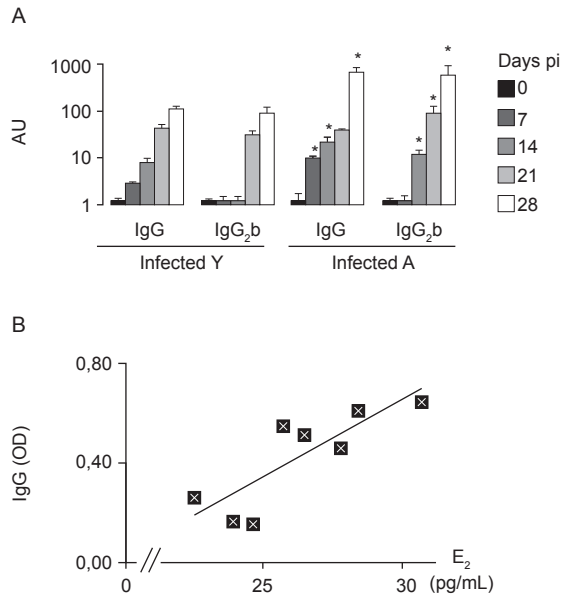 A
Days pi
0
7
14
21
28
AU
1000
100
10
1
* * * * * *
IgG IgG2b IgG IgG2b
Infected Y Infected A
B
IgG (OD)
0,80
0,40
0,00
0 25 30
E2
(pg/mL)